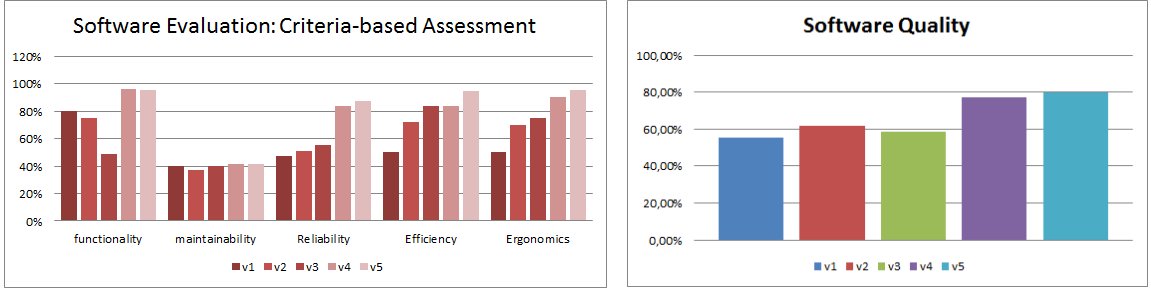 Software Evaluation: Criteria-based Assessment
120%
100%
80%
60%
40%
20%
0%
functionality maintainability Reliability Efficiency Ergonomics
v1 v2 v3 v4 v5
Software Quality
100,00%
80,00%
60,00%
40,00%
20,00%
0,00%
v1 v2 v3 v4 v5